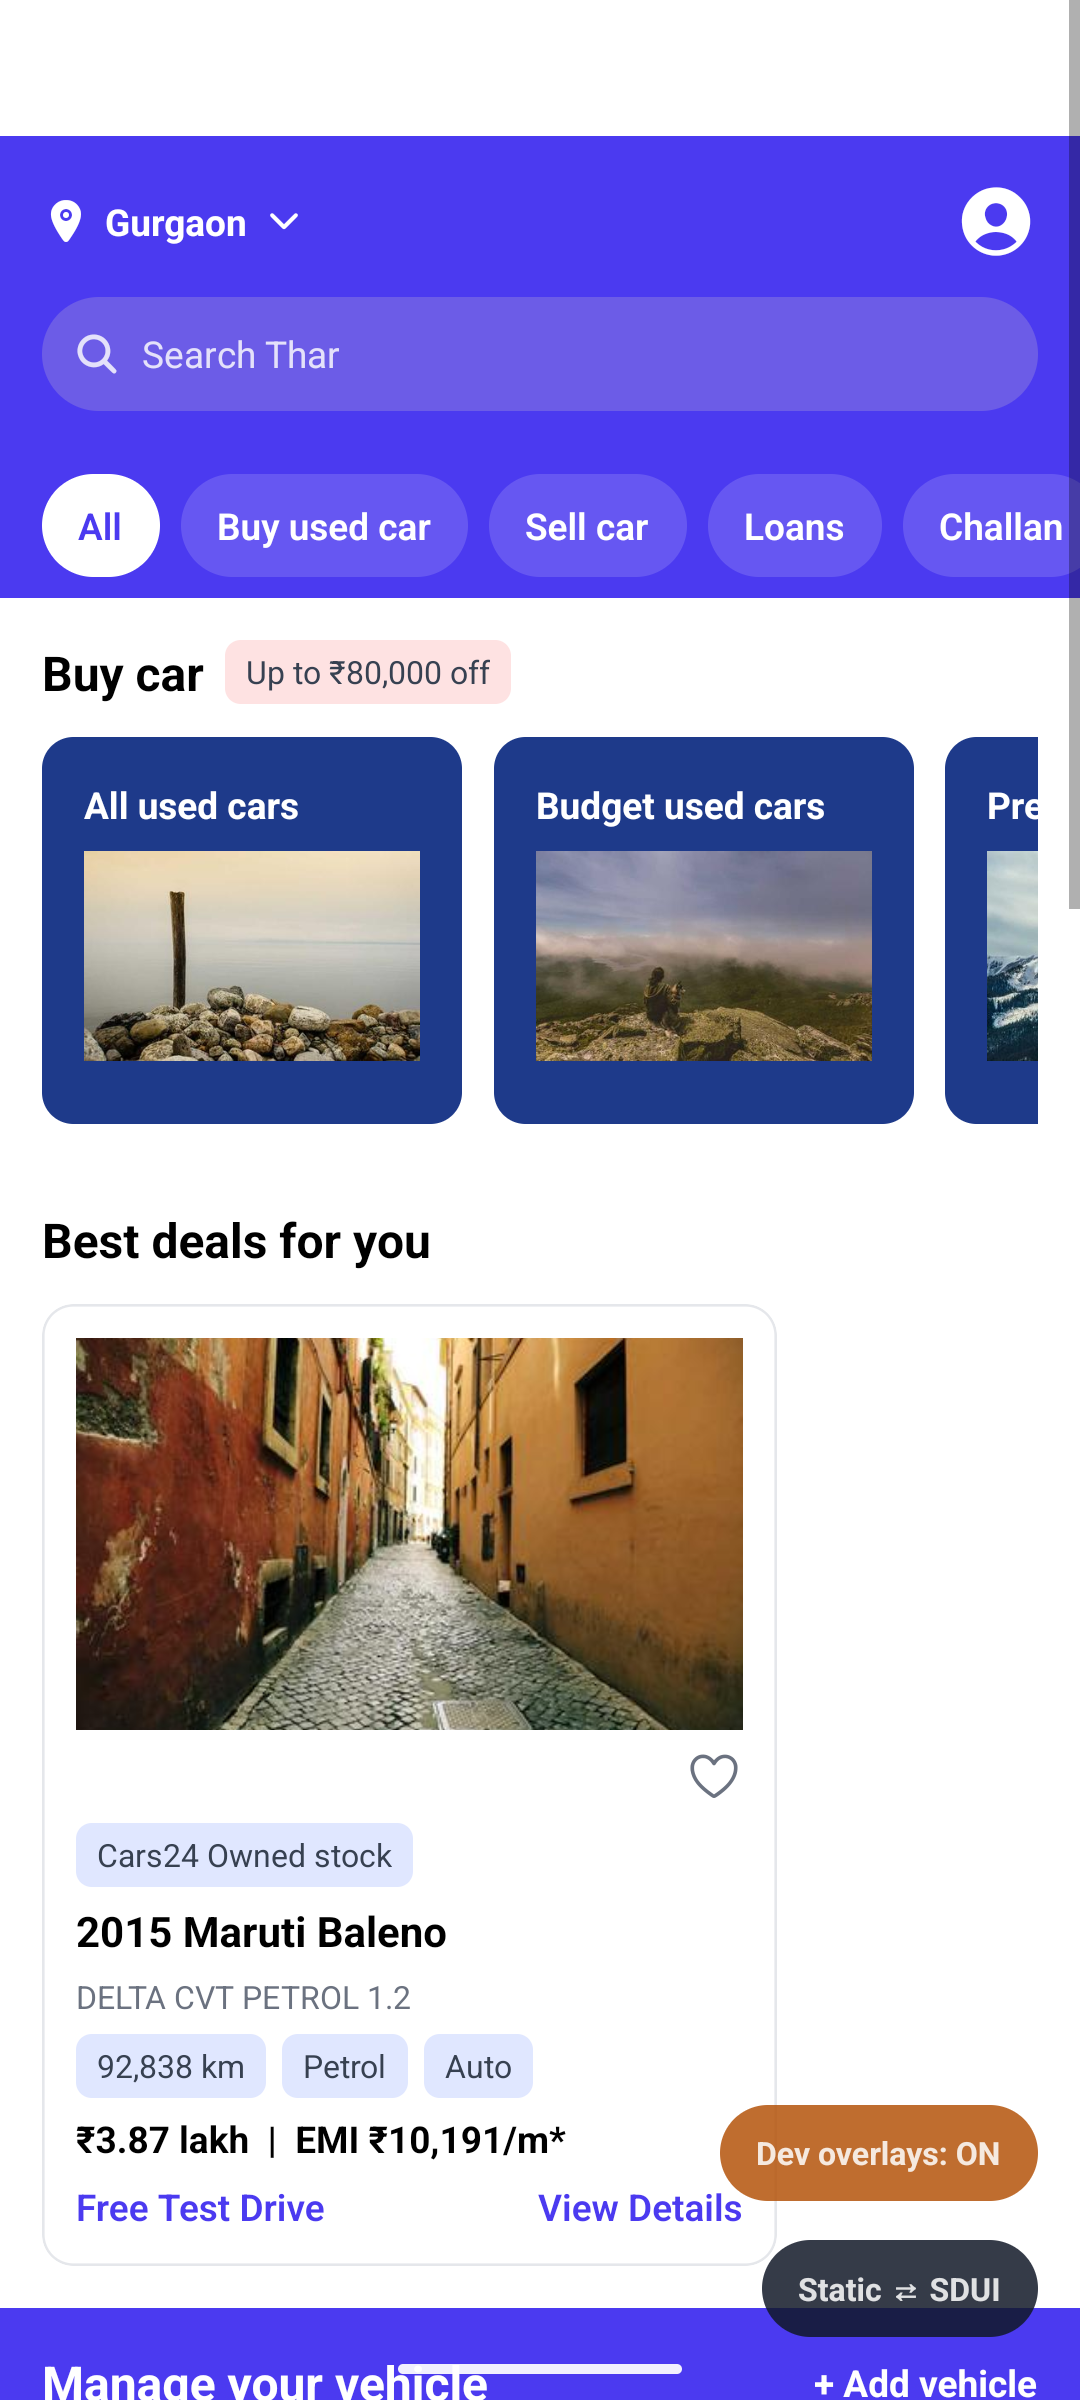 Gurgaon
Search Thar
All
Buy used car
Sell car
Loans
Challan
Buy car
Up to ₹80,000 off
All used cars
Budget used cars
Pre
Best deals for you
Cars24 Owned stock
2015 Maruti Baleno
DELTA CVT PETROL 1.2
92,838 km
Petrol
Auto
₹3.87 lakh | EMI ₹10,191/m*
Dev overlays: ON
Free Test Drive
View Details
Static ⇄ SDUI
Manage your vehicle
+ Add vehicle